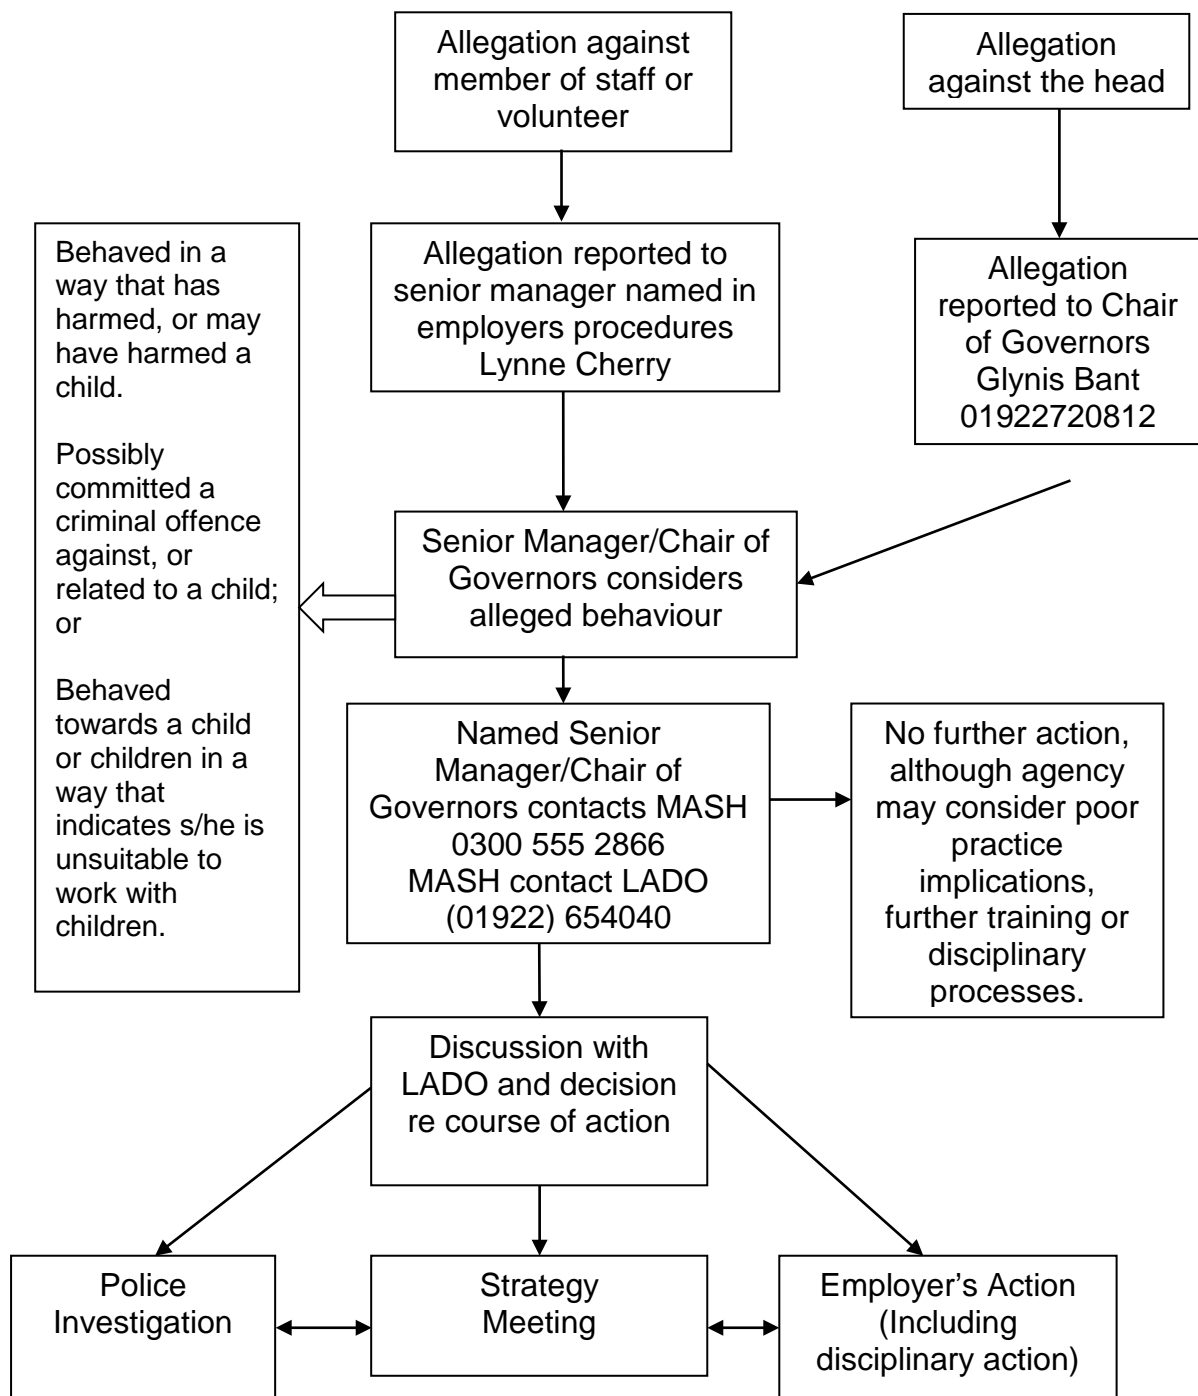 Allegation against
member of staff or
volunteer
Allegation
against the head
Allegation reported to
senior manager named in
employers procedures
Lynne Cherry
Allegation
reported to Chair
of Governors
Glynis Bant
01922720812
Behaved in a
way that has
harmed, or may
have harmed a
child.
Possibly
committed a
criminal offence
against, or
related to a child;
or
Behaved
towards a child
or children in a
way that
indicates s/he is
unsuitable to
work with
children.
Senior Manager/Chair of
Governors considers
alleged behaviour
Named Senior
Manager/Chair of
Governors contacts MASH
0300 555 2866
MASH contact LADO
(01922) 654040
No further action,
although agency
may consider poor
practice
implications,
further training or
disciplinary
processes.
Discussion with
LADO and decision
re course of action
Police
Investigation
Strategy
Meeting
Employer’s Action
(Including
disciplinary action)